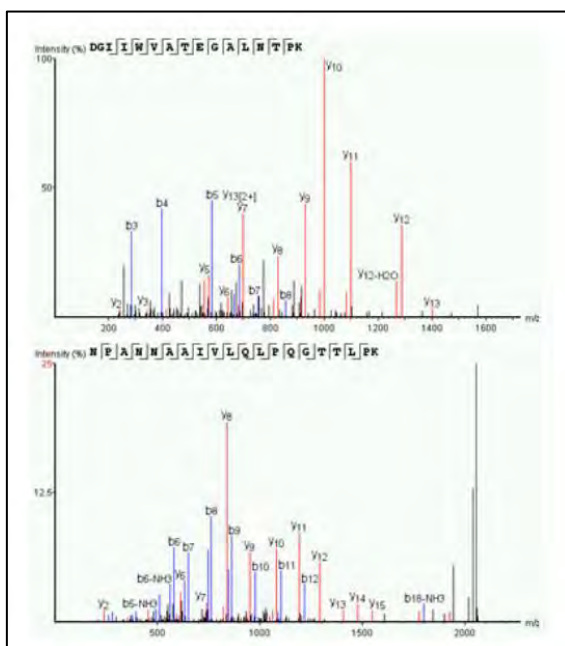 Intensity (%) DGIIWVATEGALNTPK
100
y10
50
b5 y13[2+]
b4 y7 y11
y9
b3 y12
y8
b6 y12-H2O
y5
y6 b7 b8
y2 y3 y13
200 400 600 800 1000 1200 1400 1600 m/z
Intensity (%) NPANNAAIVLQLPQGTTLPK
25
y8
12.5
b8
b9 y11
b6 b7 y9 y10
b6-NH3 y6 b10 b11 y12
b12
y2 b5-NH3 y7 y13 y14 y15 b18-NH3
500 1000 1500 2000 m/z